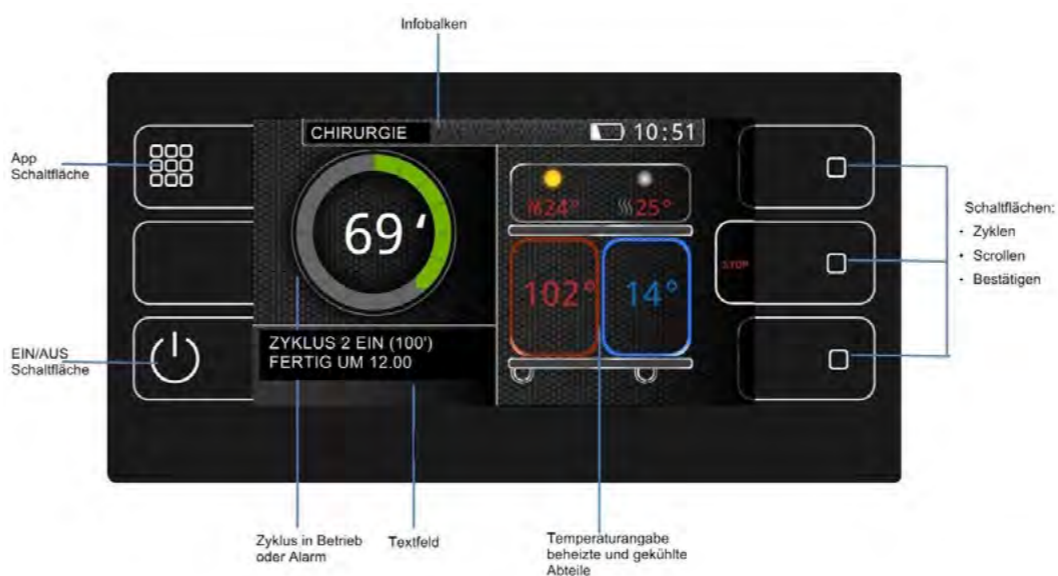 Infobalken
CHIRURGIE 10:51
App
Schaltfläche
69 ‘
24° 25°
Schaltflächen:
· Zyklen
· Scrollen
· Bestätigen
STOP
102° 14°
EIN/AUS
Schaltfläche
ZYKLUS 2 EIN (100')
FERTIG UM 12.00
Zyklus in Betrieb
oder Alarm
Textfeld
Temperaturangabe
beheizte und gekühlte
Abteile